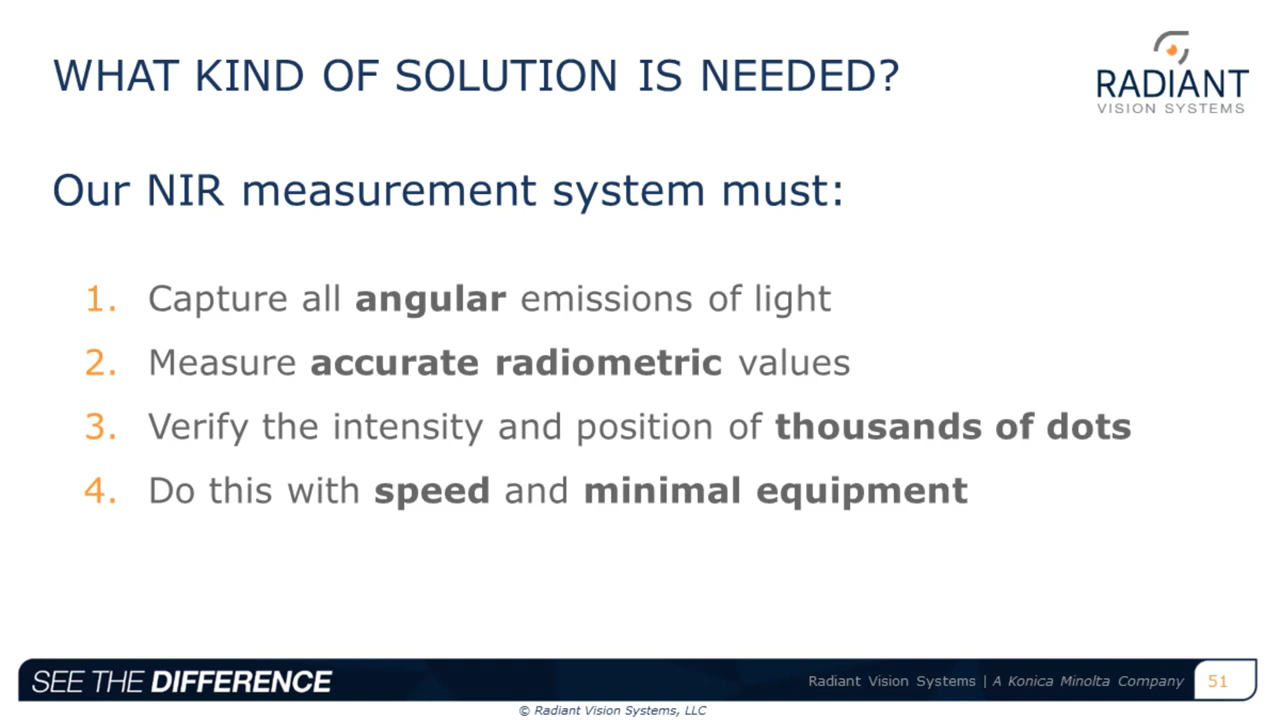 WHAT KIND OF SOLUTION IS NEEDED?
RADIANT
VISION SYSTEMS
Our NIR measurement system must:
1. Capture all angular emissions of light
2. Measure accurate radiometric values
3. Verify the intensity and position of thousands of dots
4. Do this with speed and minimal equipment
SEE THE DIFFERENCE
Radiant Vision Systems | A Konica Minolta Company
51
© Radiant Vision Systems, LLC